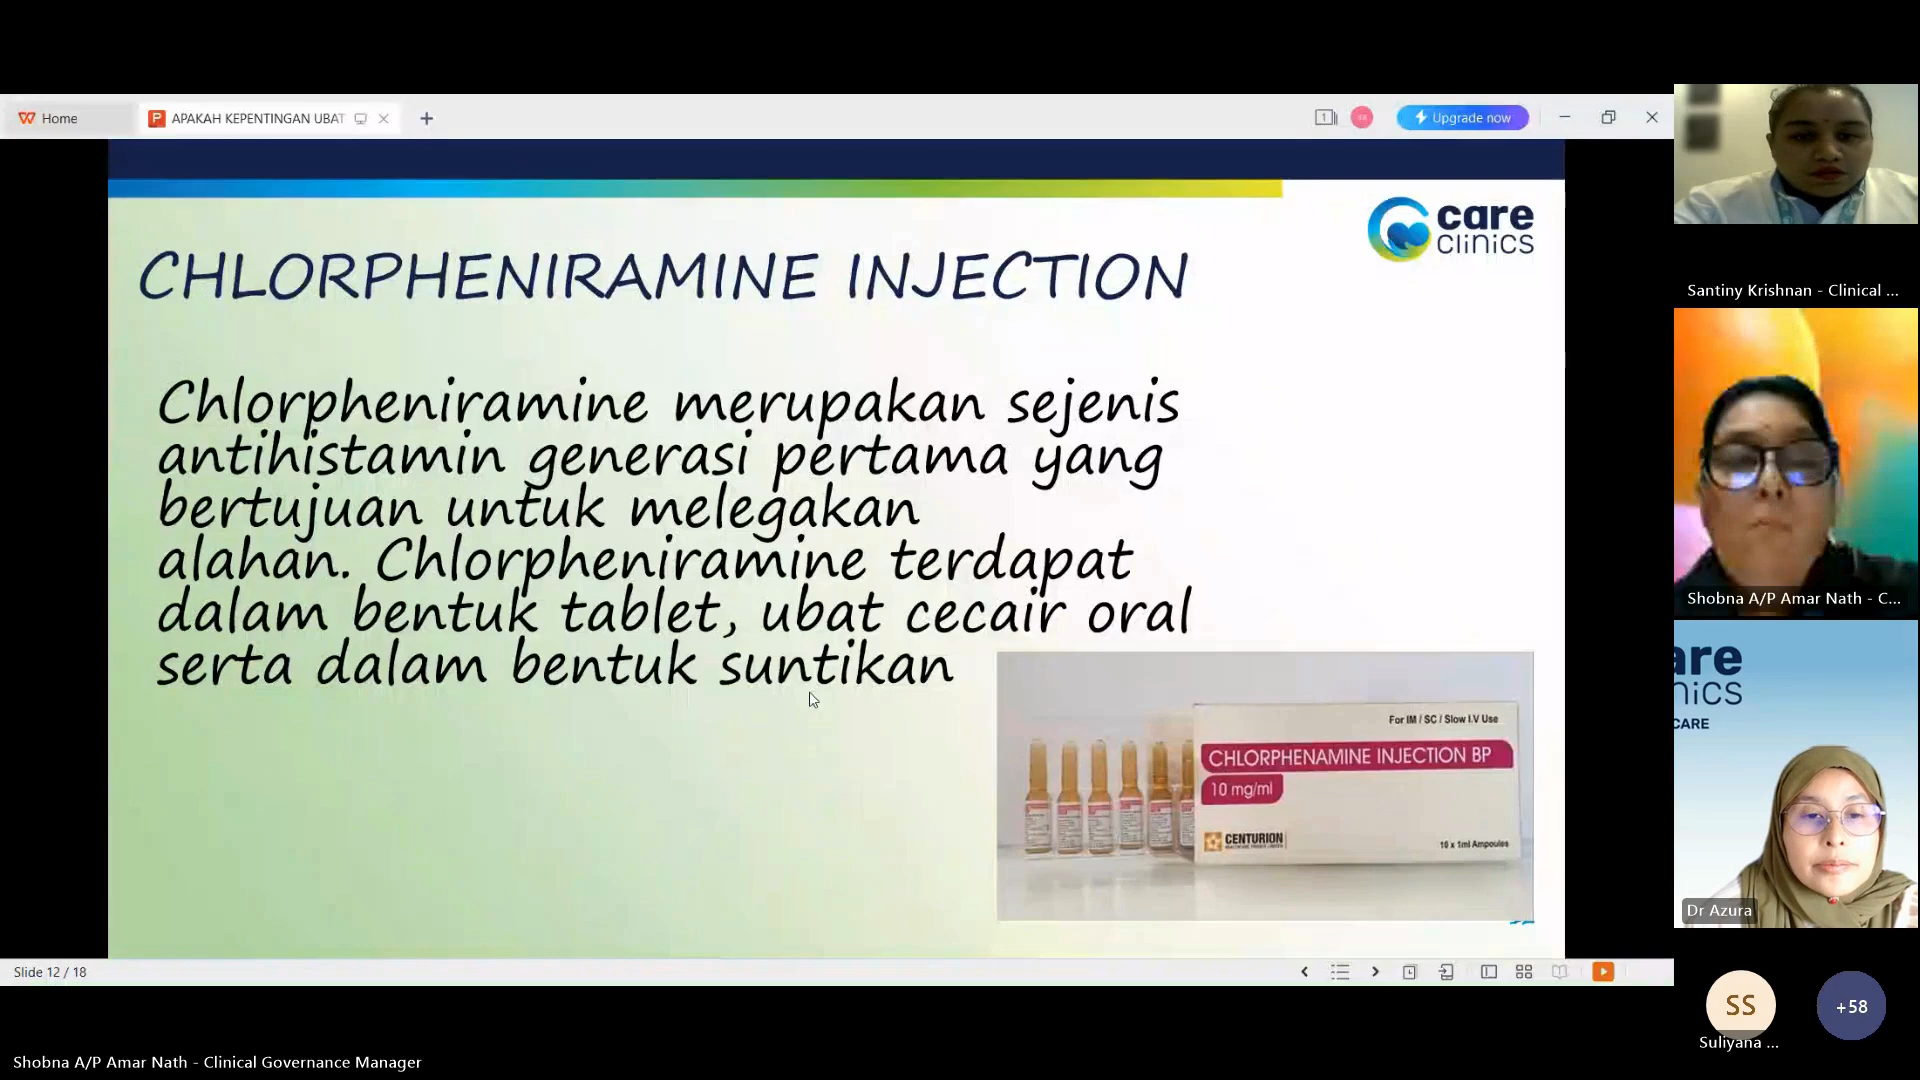 Home
APAKAH KEPENTINGAN UBAT
1
Upgrade now
care
clinics
CHLORPHENIRAMINE INJECTION
Chlorpheniramine merupakan sejenis
antihistamin generasi pertama yang
bertujuan untuk melegakan
alahan. Chlorpheniramine terdapat
dalam bentuk tablet, ubat cecair oral
serta dalam bentuk suntikan
For IM / SC / Slow I.V Use
CHLORPHENAMINE INJECTION BP
10 mg/ml
CENTURION
10 x 1ml Ampoules
Slide 12 / 18
Santiny Krishnan - Clinical ...
Shobna A/P Amar Nath - C...
are
nics
CARE
Dr Azura
SS
+58
Suliyana ...
Shobna A/P Amar Nath - Clinical Governance Manager